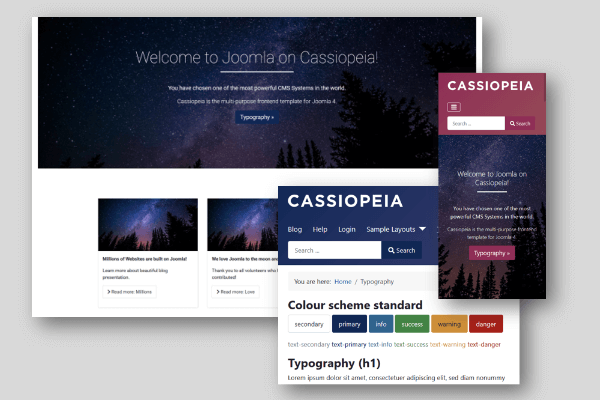 Welcome to Joomla on Cassiopeia!
You have chosen one of the most powerful CMS Systems in the world.
Cassiopeia is the multi-purpose frontend template for Joomla 4.
Typography »
Millions of Websites are built on Joomla!
Learn more about beautiful blog
presentation.
Read more: Millions
We love Joomla to the moon and
Thank you to all volunteers who
contributed
Read more: Love
CASSIOPEIA
Search ...
Search
Welcome to Joomla on
Cassiopeia!
You have chosen one of the most
powerful CMS Systems in the world.
Cassiopeia is the multi-purpose frontend
template for Joomla 4.
Typography »
CASSIOPEIA
Blog Help Login Sample Layouts
Search ...
Search
You are here: Home / Typography
Colour scheme standard
secondary primary info success warning danger
text-secondary text-primary text-info text-success text-warning text-danger
Typography (h1)
Lorem ipsum dolor sit amet, consectetuer adipiscing elit, sed diam nonummy